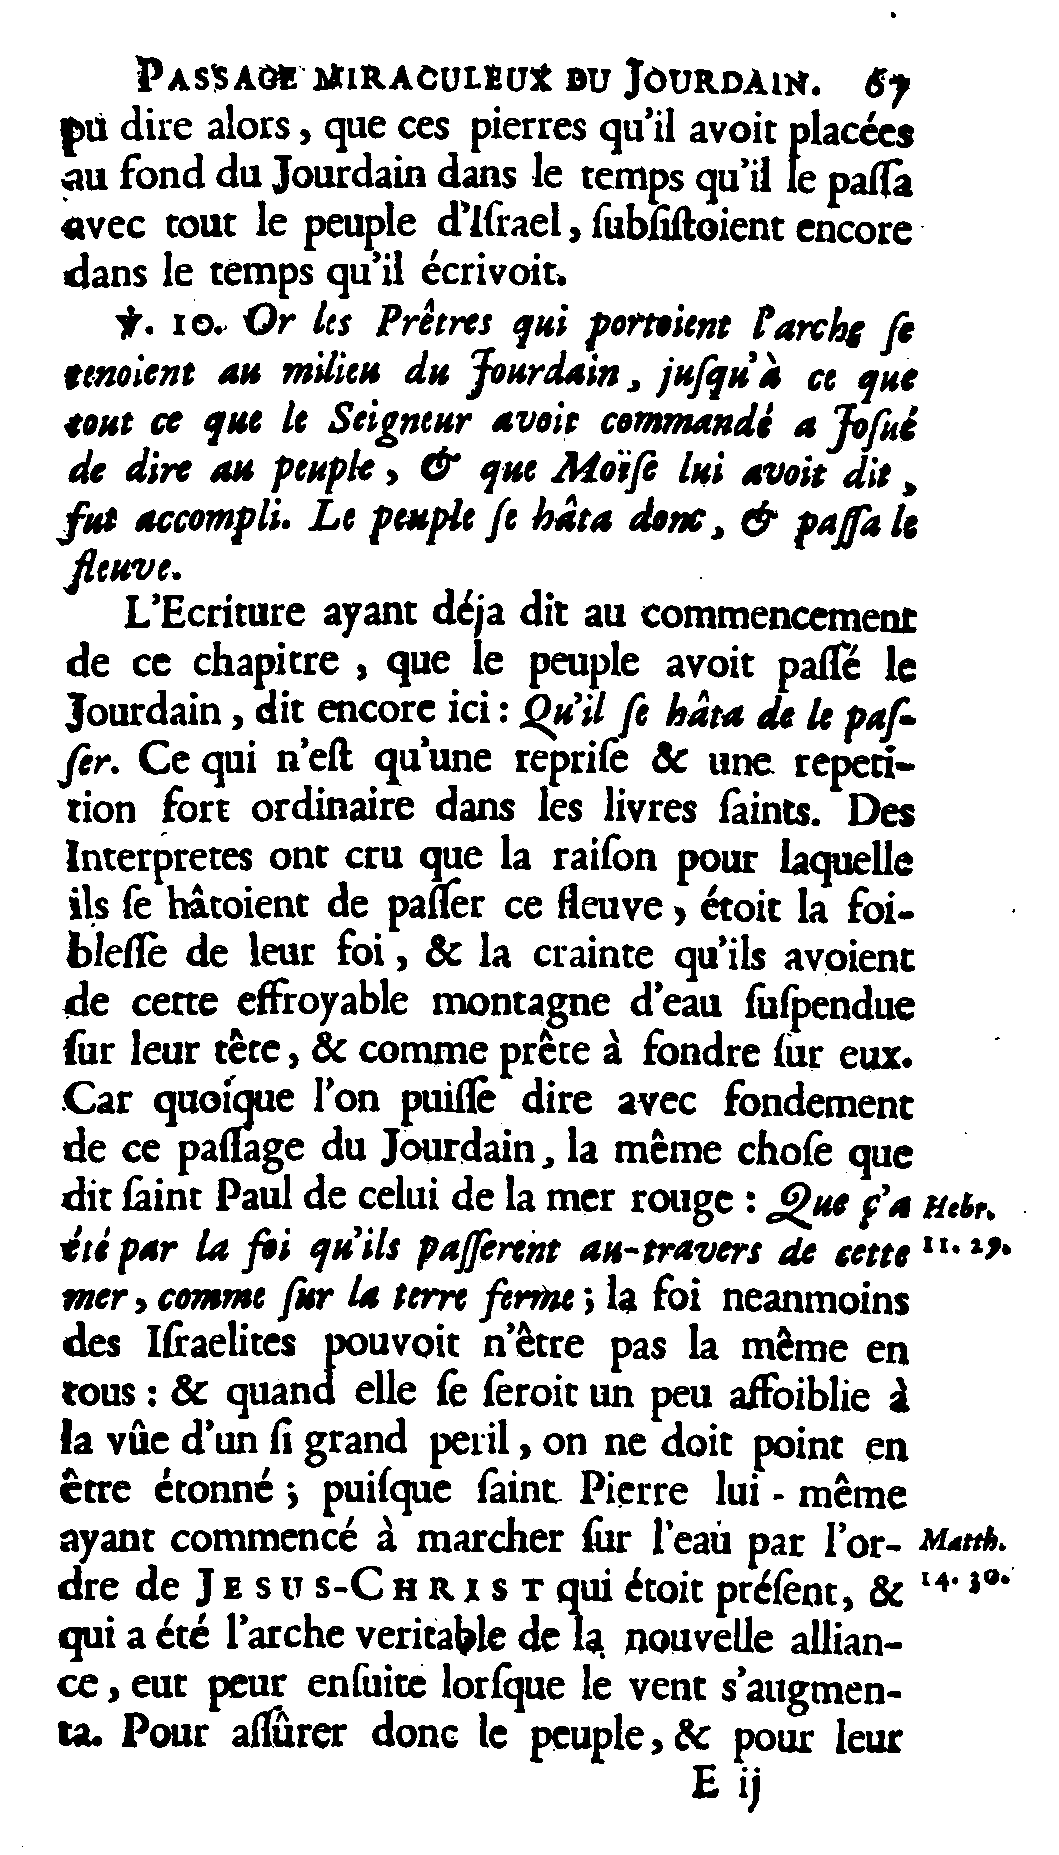 PASSAGE MIRACULEUX DU JOURDAIN. 67
pu dire alors, que ces pierres qu'il avoit placées
au fond du Jourdain dans le temps qu'il le paſſa
avec tout le peuple d'Iſrael, ſubſiſtoient encore
dans le temps qu'il écrivoit.
℣. 10. Or les Prêtres qui portoient l'arche ſe
tenoient au milieu du Jourdain, juſqu'à ce que
tout ce que le Seigneur avoit commandé a Joſué
de dire au peuple, & que Moïſe lui avoit dit,
fut accompli. Le peuple ſe hâta donc, & paſſa le
fleuve.
L'Ecriture ayant déja dit au commencement
de ce chapitre, que le peuple avoit paſſé le
Jourdain, dit encore ici : Qu'il ſe hâta de le paſ-
ſer. Ce qui n'eſt qu'une repriſe & une repeti-
tion fort ordinaire dans les livres ſaints. Des
Interpretes ont cru que la raiſon pour laquelle
ils ſe hâtoient de paſſer ce fleuve, étoit la foi-
bleſſe de leur foi, & la crainte qu'ils avoient
de cette effroyable montagne d'eau ſuſpendue
ſur leur tête, & comme prête à fondre ſur eux.
Car quoique l'on puiſſe dire avec fondement
de ce paſſage du Jourdain, la même choſe que
dit ſaint Paul de celui de la mer rouge : Que ç'a Hebr.
été par la foi qu'ils paſſerent au-travers de cette 11. 29.
mer, comme ſur la terre ferme ; la foi neanmoins
des Iſraelites pouvoit n'être pas la même en
tous : & quand elle ſe ſeroit un peu affoiblie à
la vûe d'un ſi grand peril, on ne doit point en
être étonné ; puiſque ſaint Pierre lui-même
ayant commencé à marcher ſur l'eau par l'or- Matth.
dre de JESUS-CHRIST qui étoit préſent, & 14. 30.
qui a été l'arche veritable de la nouvelle allian-
ce, eut peur enſuite lorſque le vent s'augmen-
ta. Pour aſſûrer donc le peuple, & pour leur
E ij